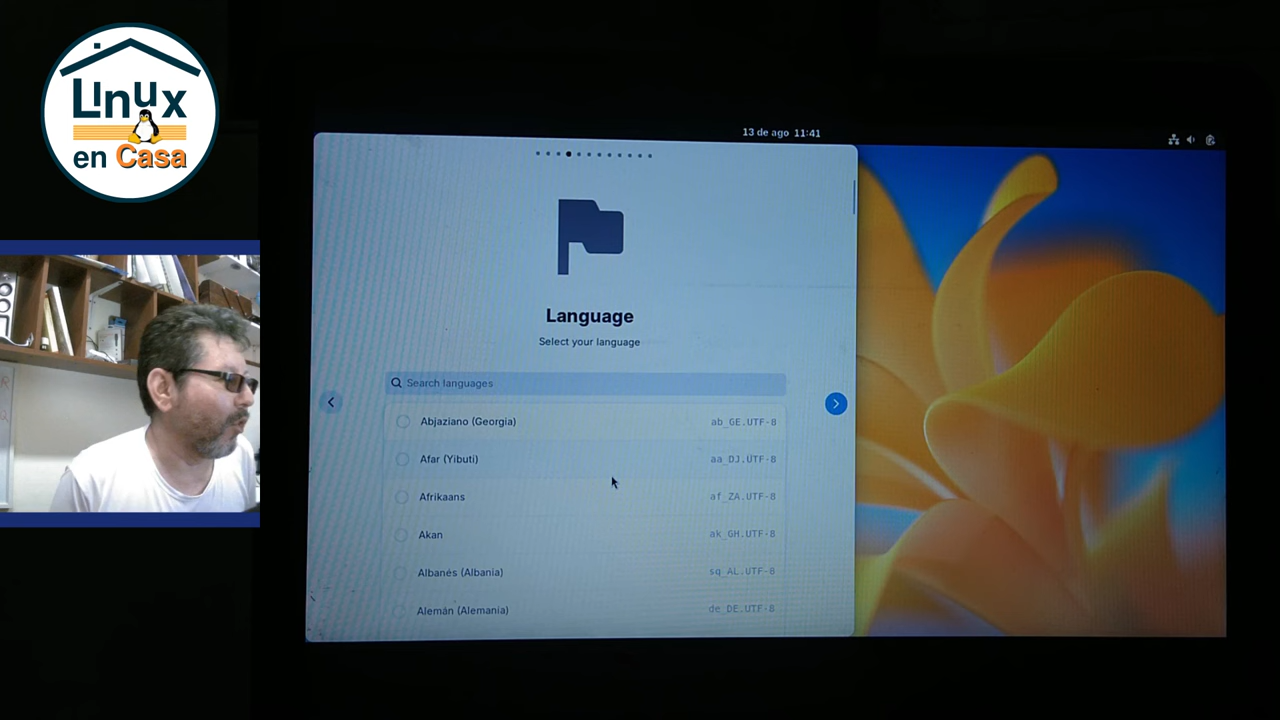 Linux
en Casa
13 de ago 11:41
Language
Select your language
Search languages
Abjaziano (Georgia) ab_GE.UTF-8
Afar (Yibuti) aa_DJ.UTF-8
Afrikaans af_ZA.UTF-8
Akan ak_GH.UTF-8
Albanés (Albania) sq_AL.UTF-8
Alemán (Alemania) de_DE.UTF-8